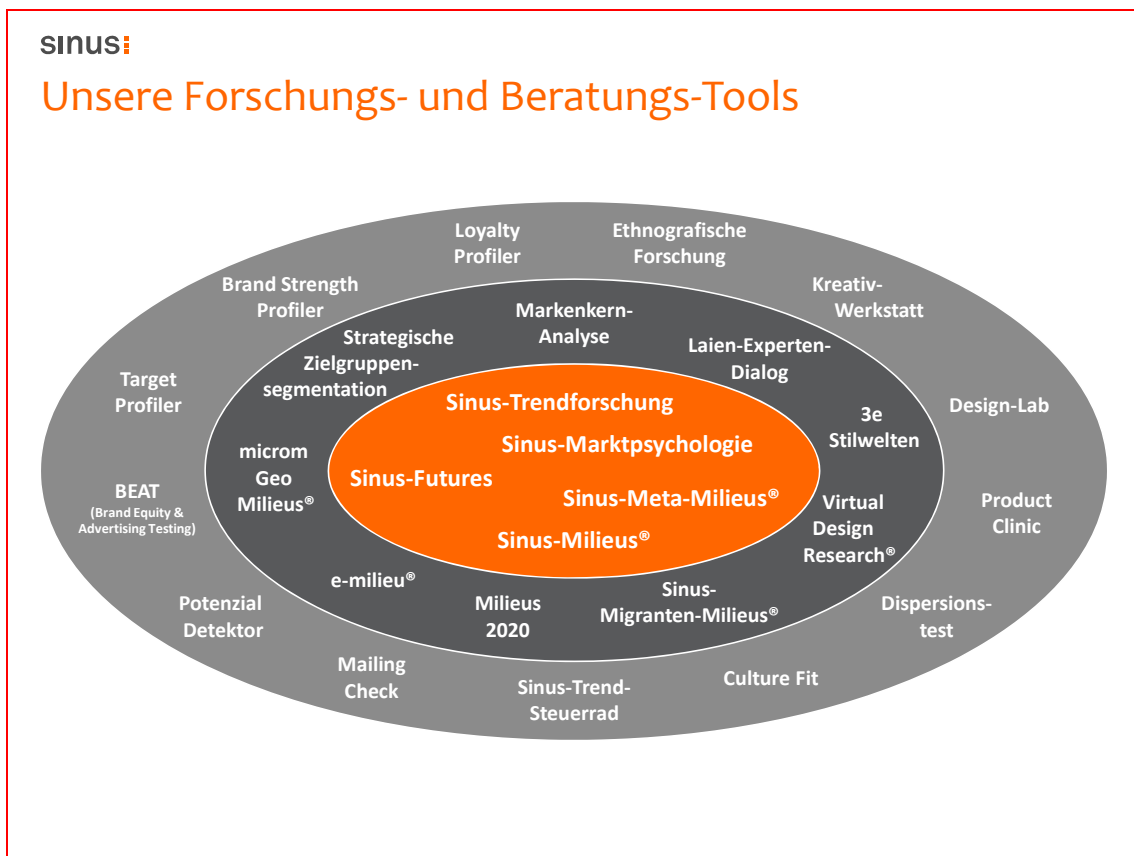 sınus:
Unsere Forschungs- und Beratungs-Tools
Loyalty
Profiler
Ethnografische
Forschung
Brand Strength
Profiler
Kreativ-
Werkstatt
Markenkern-
Analyse
Strategische
Zielgruppen-
segmentation
Laien-Experten-
Dialog
Target
Profiler
Sinus-Trendforschung
3e
Stilwelten
Design-Lab
Sinus-Marktpsychologie
microm
Geo
Milieus®
Sinus-Futures
BEAT
(Brand Equity &
Advertising Testing)
Sinus-Meta-Milieus®
Virtual
Design
Research®
Product
Clinic
Sinus-Milieus®
e-milieu®
Milieus
2020
Sinus-
Migranten-Milieus®
Potenzial
Detektor
Dispersions-
test
Mailing
Check
Sinus-Trend-
Steuerrad
Culture Fit